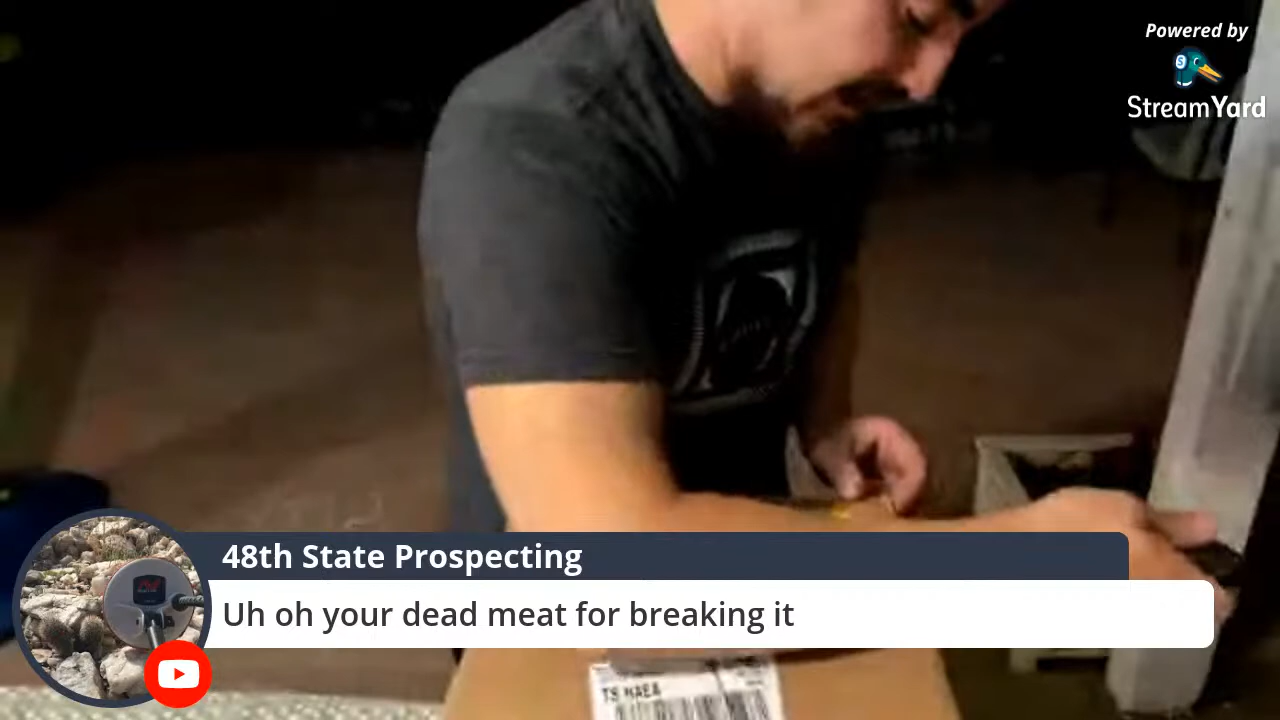 Powered by
StreamYard
48th State Prospecting
Uh oh your dead meat for breaking it